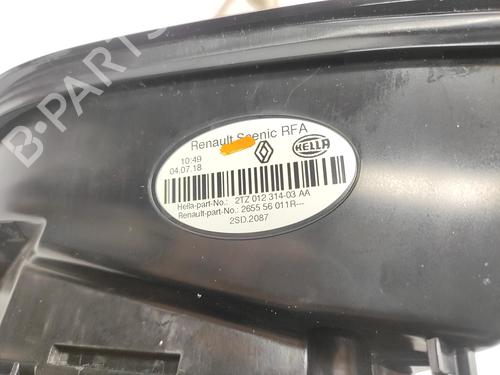 B-PARTS
Renault Scenic RFA
10:49
04.07.18
HELLA
Hella-part-No.: 2TZ 012 314-03 AA
Renault-part-No.: 2655 56 011R---
2SD.2087